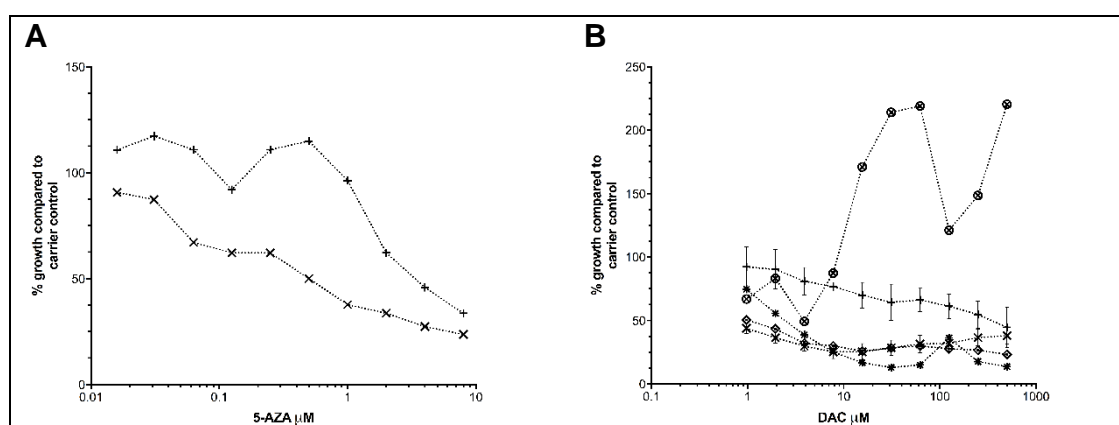 A
B
150
100
50
0
% growth compared to
carrier control
0.01
0.1
1
10
5-AZA µM
250
200
150
100
50
0
% growth compared to
carrier control
0.1
1
10
100
1000
DAC µM